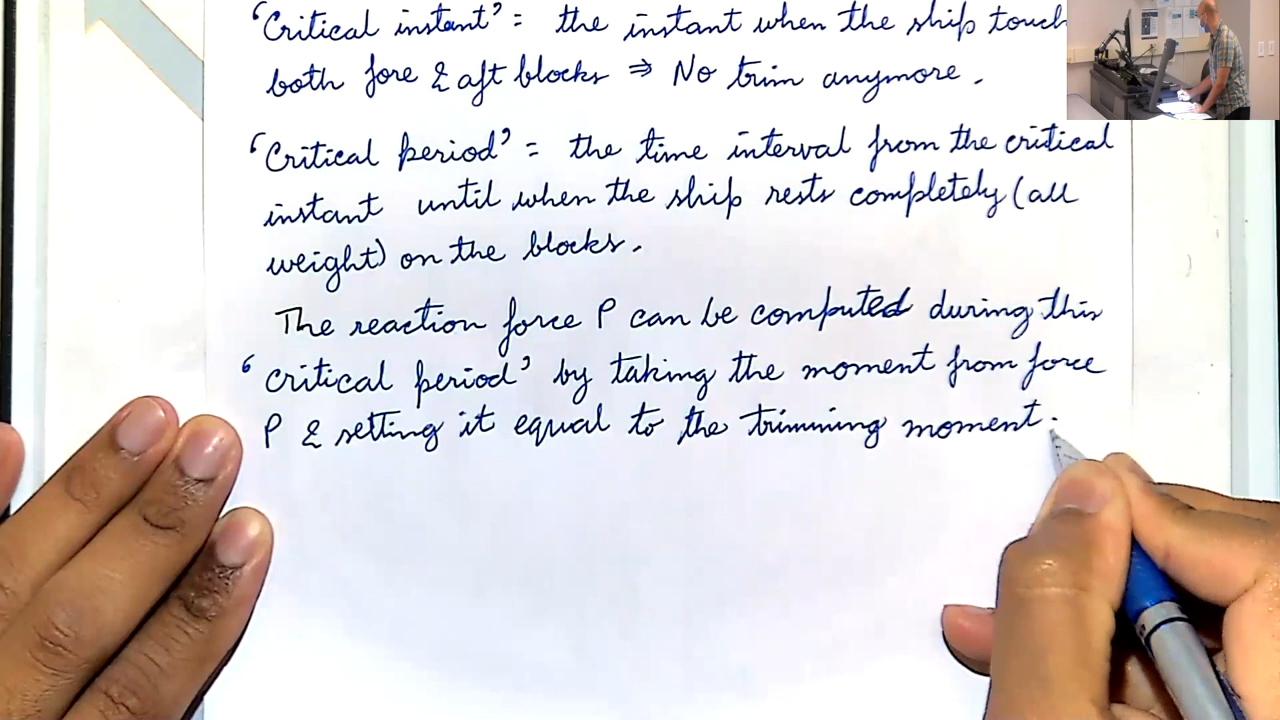 ‘Critical instant’ = the instant when the ship touch
both fore & aft blocks ⇒ No trim anymore.
‘Critical period’ = the time interval from the critical
instant until when the ship rests completely (all
weight) on the blocks.
The reaction force P can be computed during this
‘critical period’ by taking the moment from force
P & setting it equal to the trimming moment.